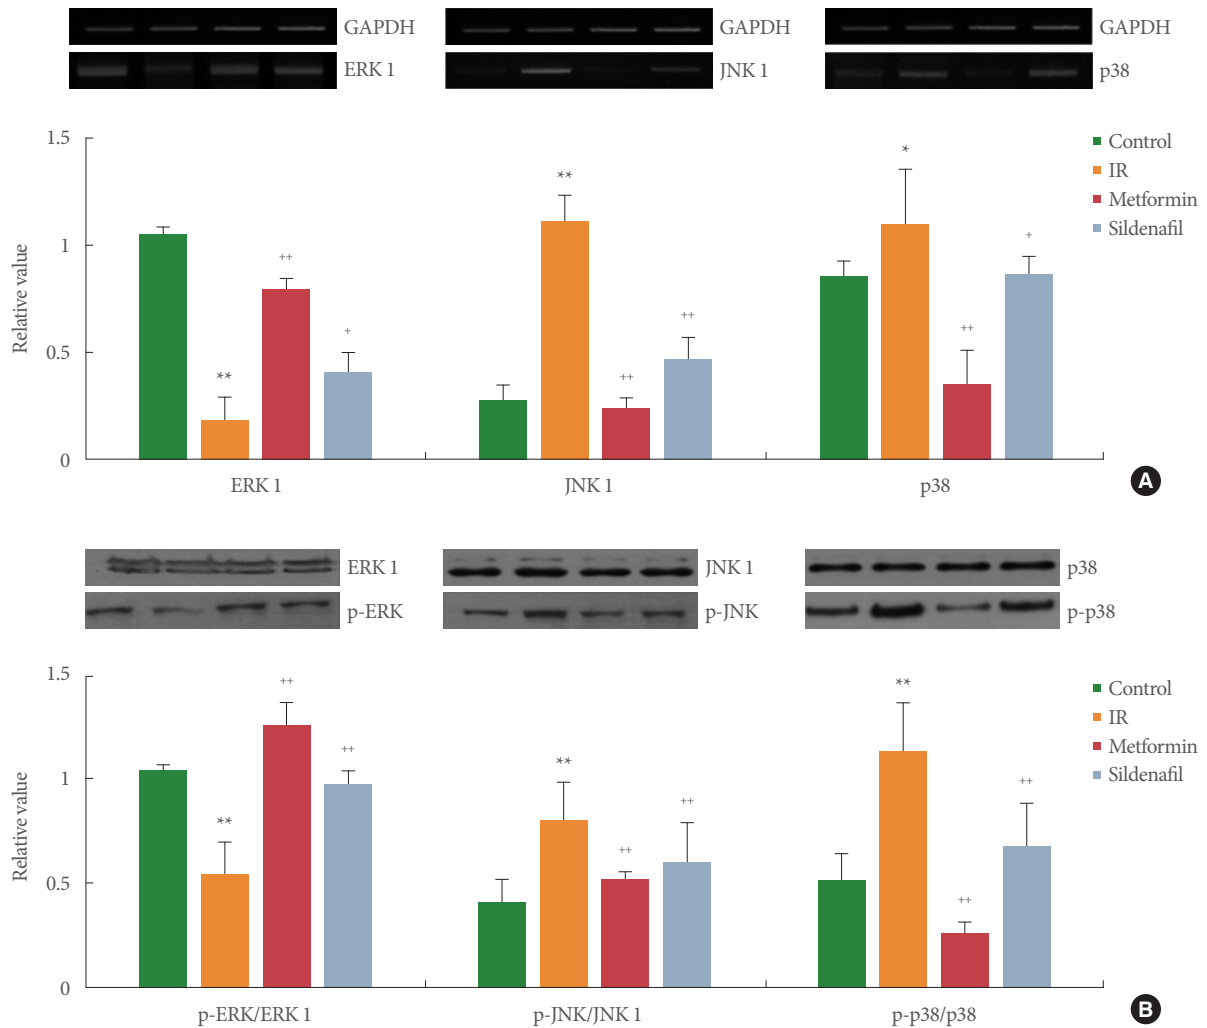 GAPDH GAPDH GAPDH
ERK 1 JNK 1 p38
1.5
1
0.5
0
Relative value
** ++ +
** ++ ++
* ++ +
Control
IR
Metformin
Sildenafil
ERK 1 JNK 1 p38
A
ERK 1 JNK 1 p38
p-ERK p-JNK p-p38
1.5
1
0.5
0
Relative value
** ++ ++
** ++ ++
** ++ ++
Control
IR
Metformin
Sildenafil
p-ERK/ERK 1 p-JNK/JNK 1 p-p38/p38
B